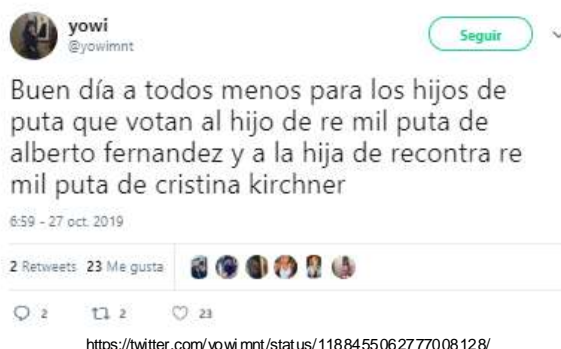 yowi
@yowimnt
Seguir
Buen día a todos menos para los hijos de
puta que votan al hijo de re mil puta de
alberto fernandez y a la hija de recontra re
mil puta de cristina kirchner
6:59 - 27 oct. 2019
2 Retweets 23 Me gusta
2 2 23
https://twitter.com/yowimnt/status/1188455062777008128/